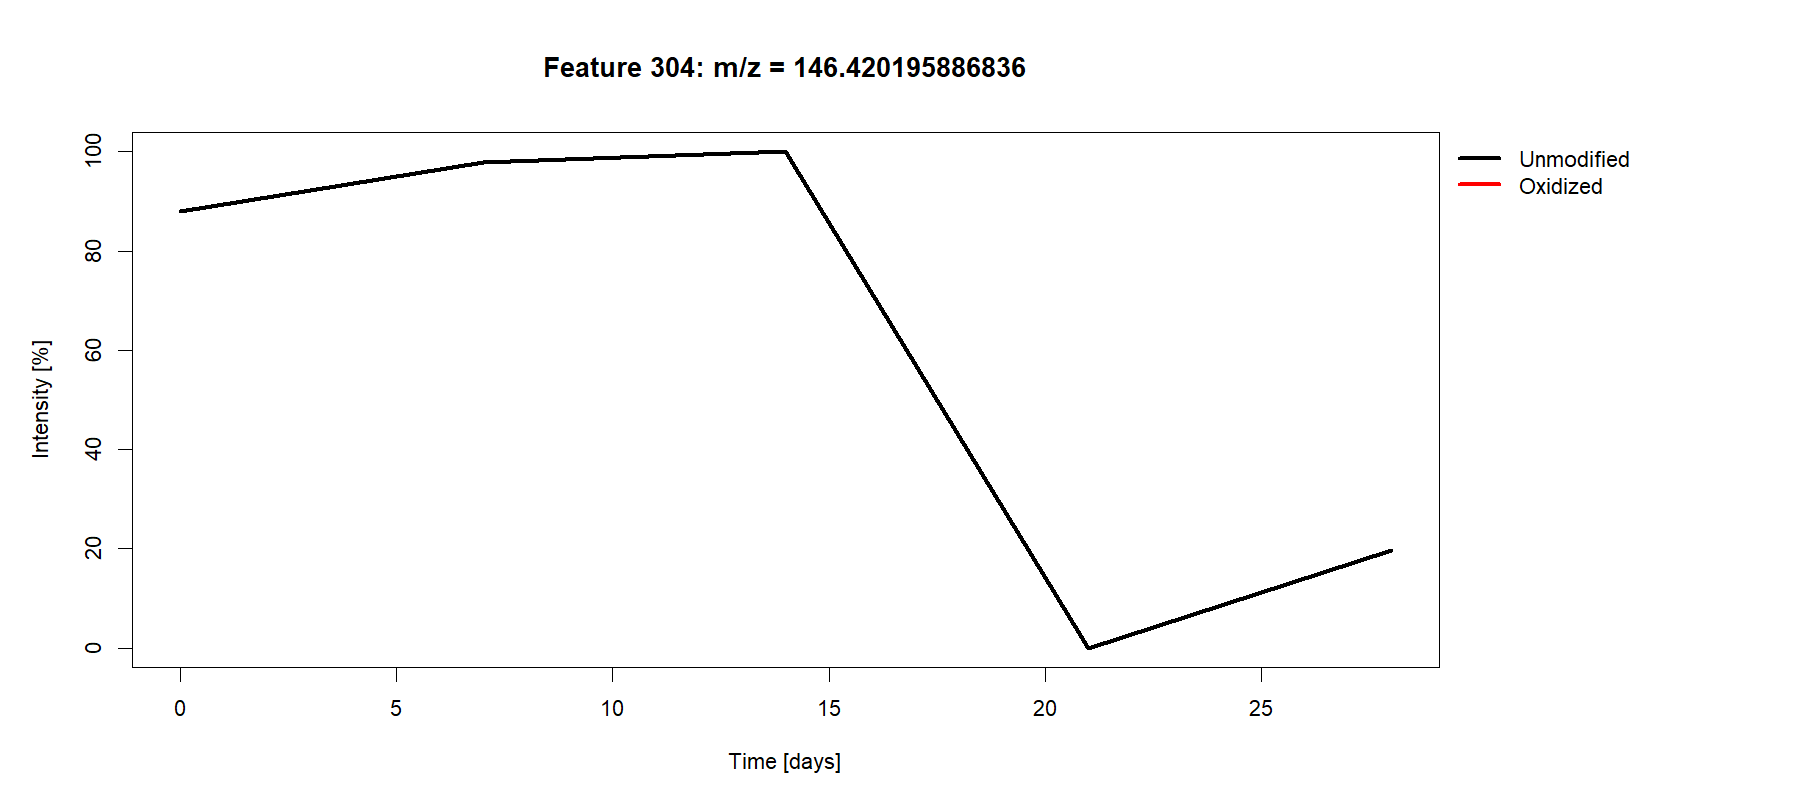 Feature 304: m/z = 146.420195886836
Unmodified
Oxidized
Intensity [%]
100
80
60
40
20
0
0 5 10 15 20 25
Time [days]